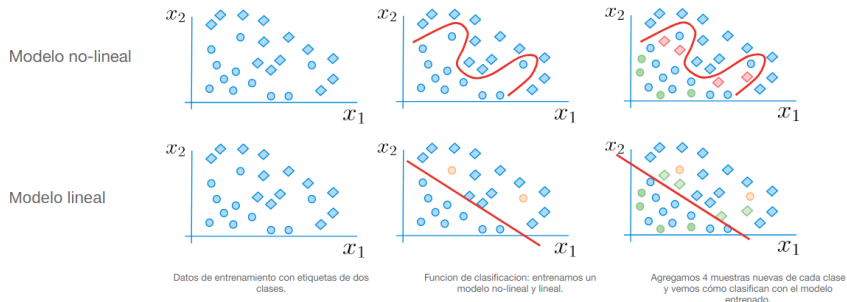 x₂
x₂
x₂
Modelo no-lineal
x₁
x₁
x₁
x₂
x₂
x₂
Modelo lineal
x₁
x₁
x₁
Datos de entrenamiento con etiquetas de dos
clases.
Funcion de clasificacion: entrenamos un
modelo no-lineal y lineal.
Agregamos 4 muestras nuevas de cada clase
y vemos cómo clasifican con el modelo
entrenado.